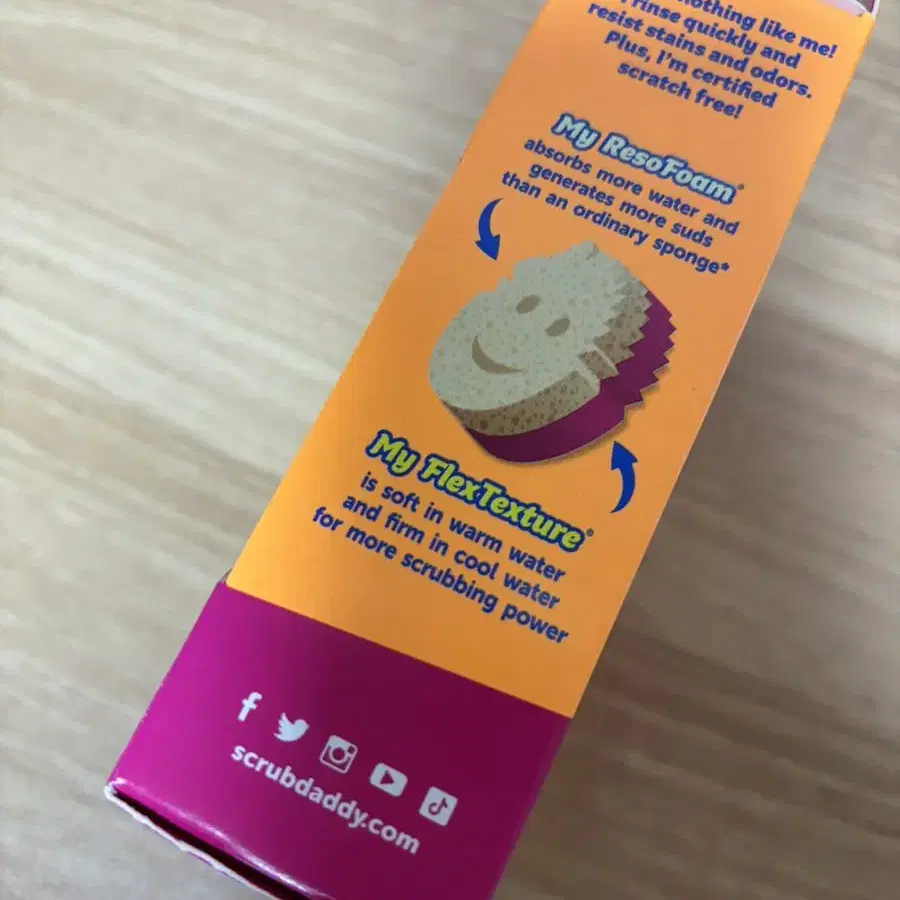 nothing like me!
rinse quickly and
resist stains and odors.
Plus, I'm certified
scratch free!
My ResoFoam®
absorbs more water and
generates more suds
than an ordinary sponge*
My FlexTexture®
is soft in warm water
and firm in cool water
for more scrubbing power
scrubdaddy.com